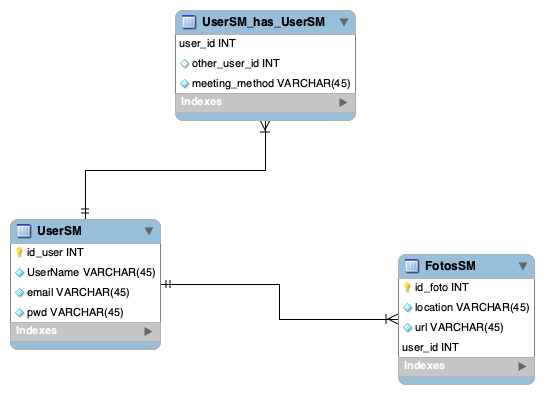 UserSM_has_UserSM
user_id INT
other_user_id INT
meeting_method VARCHAR(45)
Indexes
UserSM
id_user INT
UserName VARCHAR(45)
email VARCHAR(45)
pwd VARCHAR(45)
Indexes
FotosSM
id_foto INT
location VARCHAR(45)
url VARCHAR(45)
user_id INT
Indexes